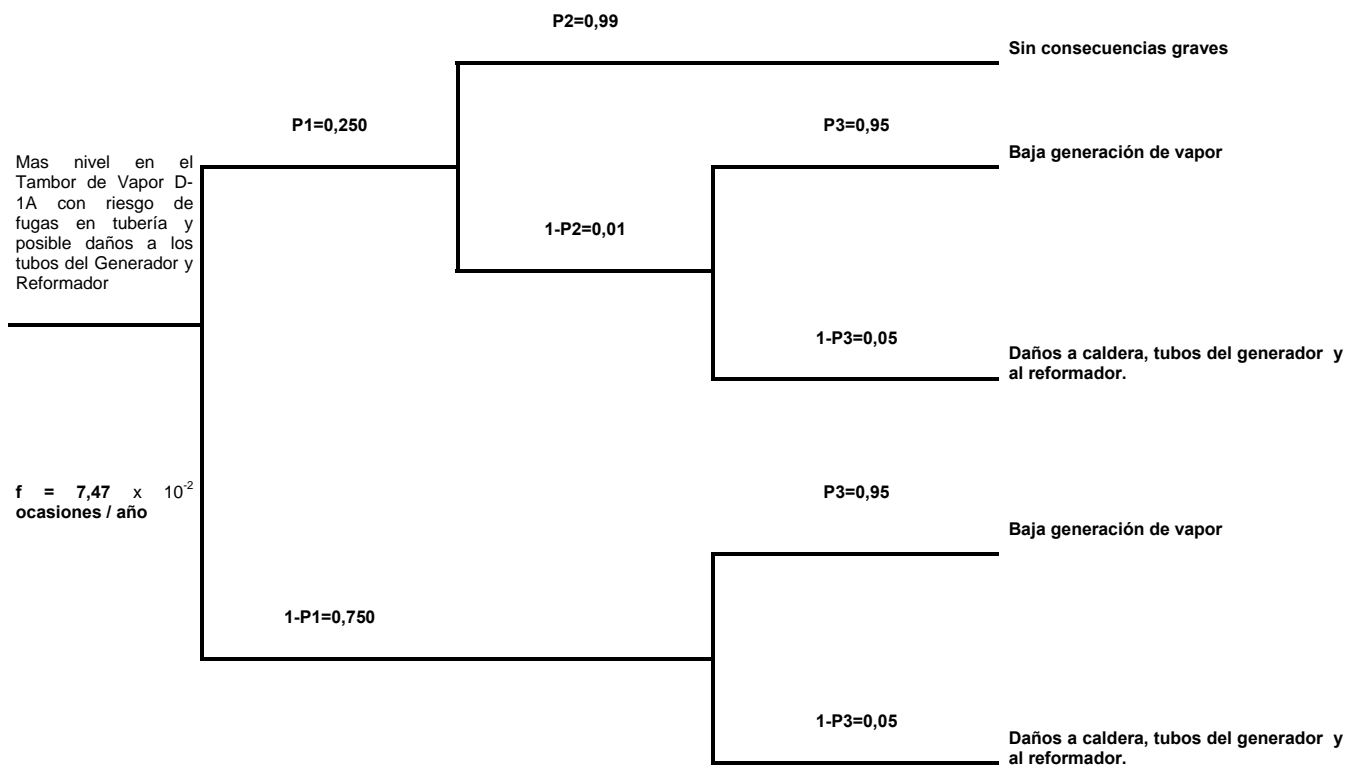 P2=0,99
Sin consecuencias graves
P1=0,250
P3=0,95
Mas nivel en el
Tambor de Vapor D-
1A con riesgo de
fugas en tubería y
posible daños a los
tubos del Generador y
Reformador
Baja generación de vapor
1-P2=0,01
1-P3=0,05
Daños a caldera, tubos del generador y
al reformador.
f = 7,47 x 10⁻²
ocasiones / año
P3=0,95
Baja generación de vapor
1-P1=0,750
1-P3=0,05
Daños a caldera, tubos del generador y
al reformador.